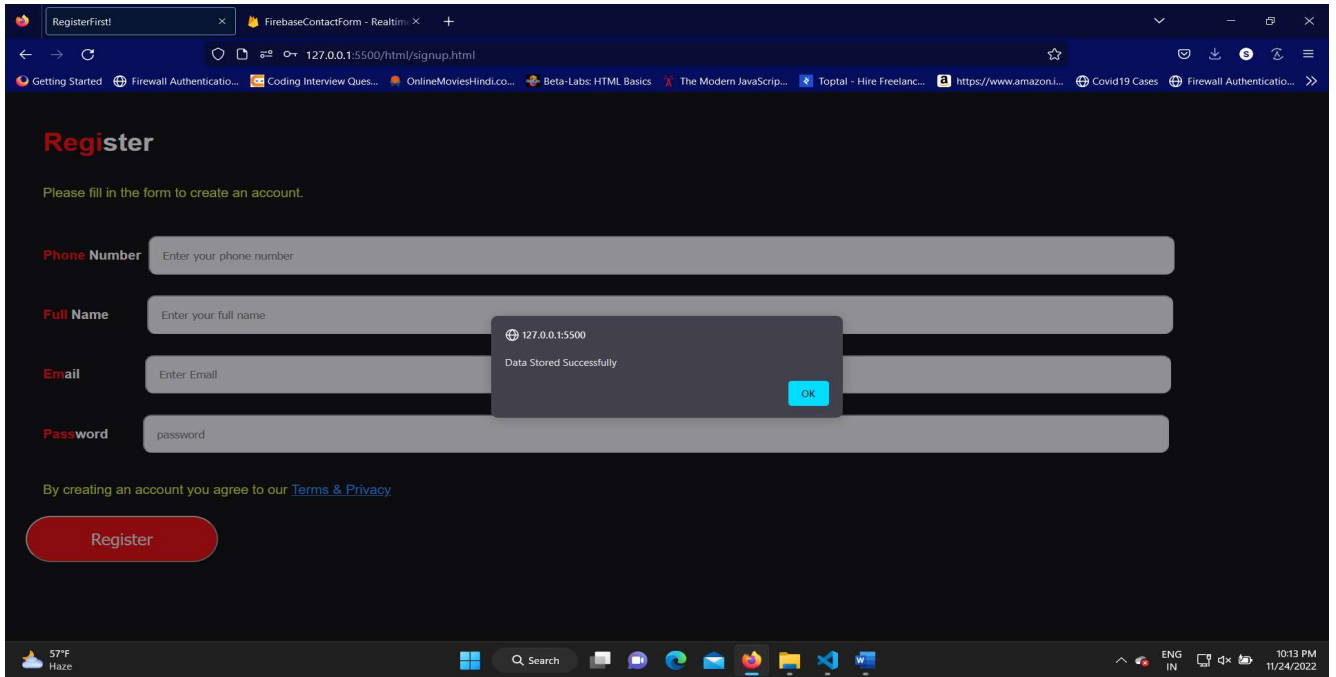 RegisterFirst!
FirebaseContactForm - Realtime
127.0.0.1:5500/html/signup.html
Getting Started Firewall Authenticatio... Coding Interview Ques... OnlineMoviesHindi.co... Beta-Labs: HTML Basics The Modern JavaScrip... Toptal - Hire Freelanc... https://www.amazon.i... Covid19 Cases Firewall Authenticatio...
Register
Please fill in the form to create an account.
Phone Number Enter your phone number
Full Name Enter your full name
127.0.0.1:5500
Data Stored Successfully
Email Enter Email
OK
Password password
By creating an account you agree to our Terms & Privacy
Register
57°F
Haze
Search
ENG
IN
10:13 PM
11/24/2022